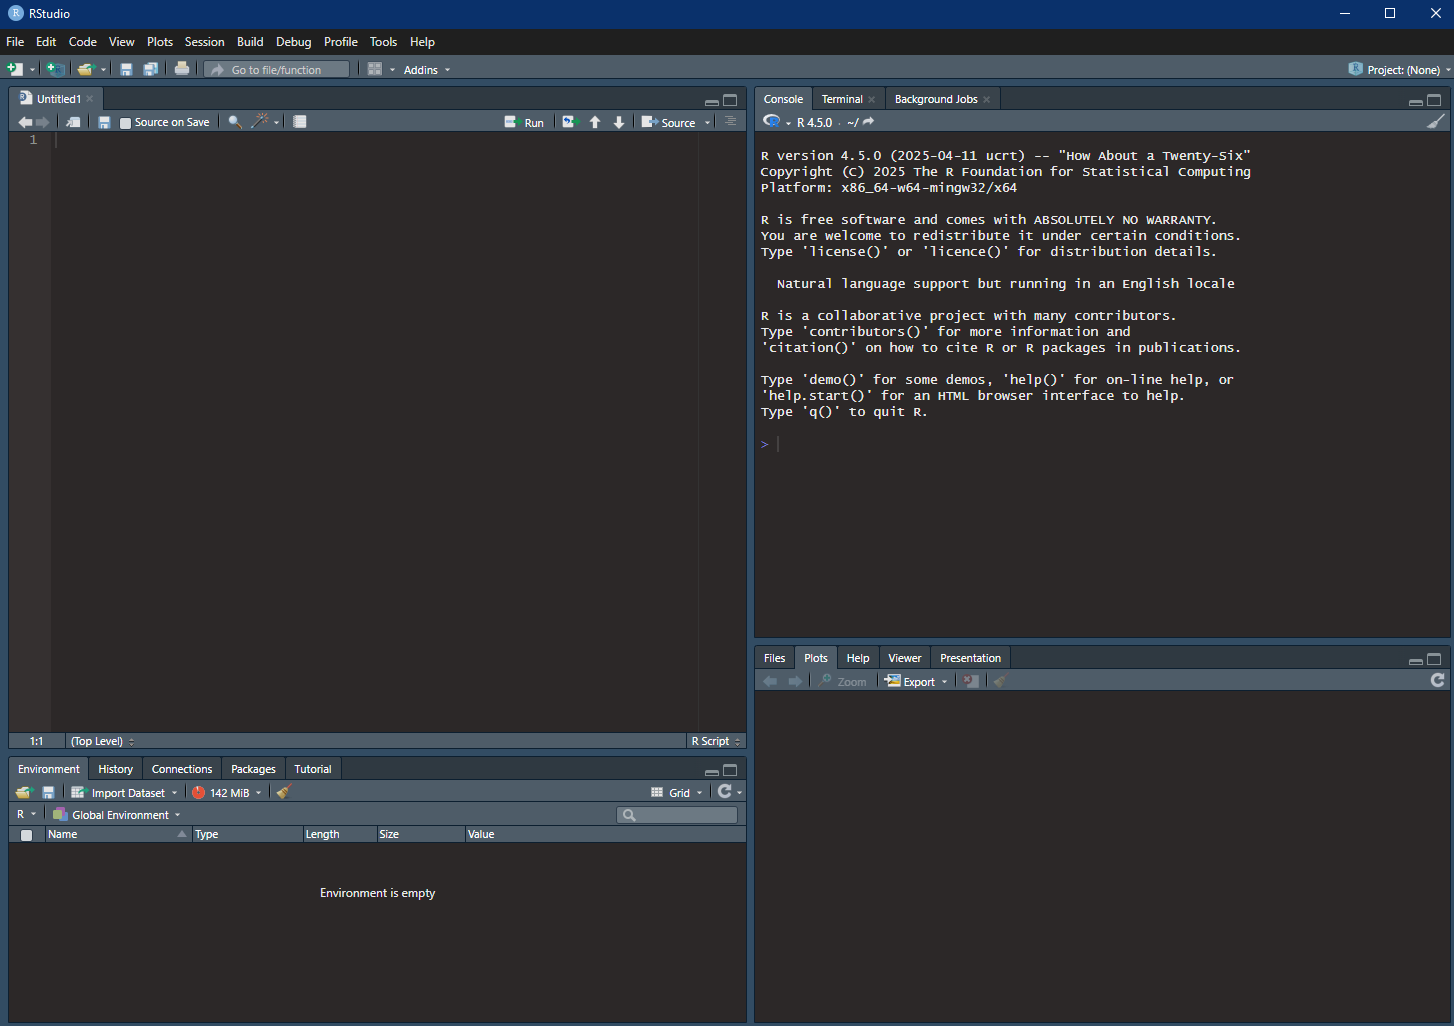 RStudio
File Edit Code View Plots Session Build Debug Profile Tools Help
Go to file/function Addins Project: (None)
Untitled1
Source on Save Run Source
1
1:1 (Top Level) R Script
Environment History Connections Packages Tutorial
Import Dataset 142 MiB Grid
R Global Environment
Name Type Length Size Value
Environment is empty
Console Terminal Background Jobs
R 4.5.0 · ~/
R version 4.5.0 (2025-04-11 ucrt) -- "How About a Twenty-Six"
Copyright (C) 2025 The R Foundation for Statistical Computing
Platform: x86_64-w64-mingw32/x64
R is free software and comes with ABSOLUTELY NO WARRANTY.
You are welcome to redistribute it under certain conditions.
Type 'license()' or 'licence()' for distribution details.
Natural language support but running in an English locale
R is a collaborative project with many contributors.
Type 'contributors()' for more information and
'citation()' on how to cite R or R packages in publications.
Type 'demo()' for some demos, 'help()' for on-line help, or
'help.start()' for an HTML browser interface to help.
Type 'q()' to quit R.
>
Files Plots Help Viewer Presentation
Zoom Export